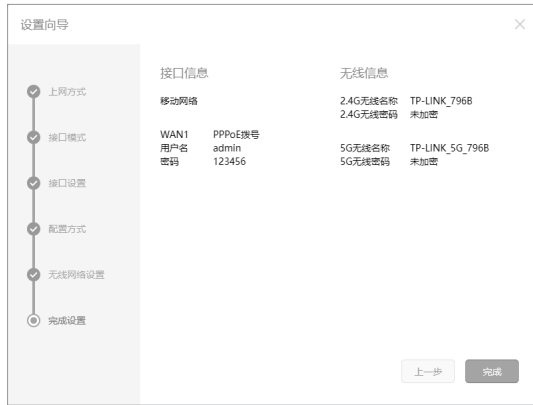 设置向导
上网方式
接口模式
接口设置
配置方式
无线网络设置
完成设置
接口信息
移动网络
WAN1 PPPoE拨号
用户名 admin
密码 123456
无线信息
2.4G无线名称 TP-LINK_796B
2.4G无线密码 未加密
5G无线名称 TP-LINK_5G_796B
5G无线密码 未加密
上一步
完成